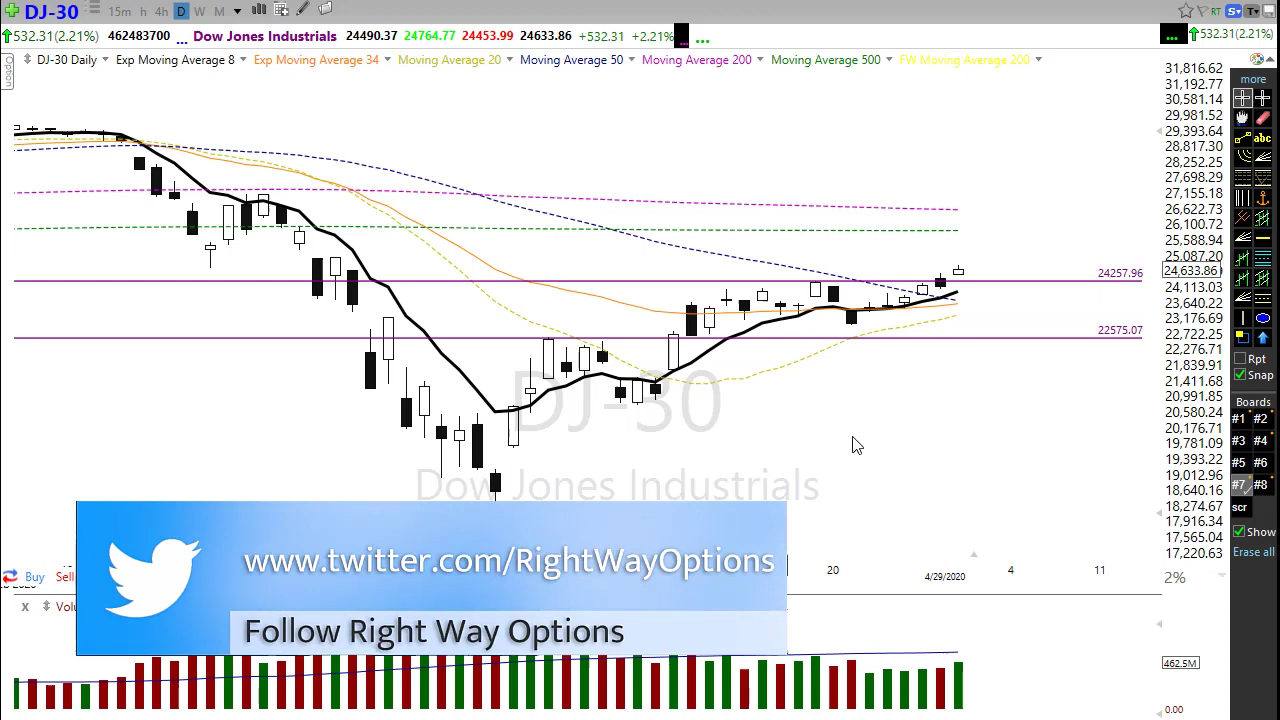 DJ-30 15m h 4h D W M RT S T
532.31(2.21%) 462483700 ... Dow Jones Industrials 24490.37 24764.77 24453.99 24633.86 +532.31 +2.21% ... ... ... 532.31(2.21%)
Option DJ-30 Daily Exp Moving Average 8 Exp Moving Average 34 Moving Average 20 Moving Average 50 Moving Average 200 Moving Average 500 FW Moving Average 200
31,816.62
31,192.77
30,581.14
29,981.52
29,393.64
28,817.30
28,252.25
27,698.29
27,155.18
26,622.73
26,100.72
25,588.94
25,087.20
24,633.86
24,113.03
23,640.22
23,176.69
22,722.25
22,276.71
21,839.91
21,411.68
20,991.85
20,580.24
20,176.71
19,781.09
19,393.22
19,012.96
18,640.16
18,274.67
17,916.34
17,565.04
17,220.63
24257.96
22575.07
DJ-30
Dow Jones Industrials
more
abc
Rpt
Snap
Boards
#1 #2
#3 #4
#5 #6
#7 #8
scr
Show
Erase all
www.twitter.com/RightWayOptions
Follow Right Way Options
Buy Sell
20 4/29/2020 4 11
2%
x Volu
462.5M
0.00